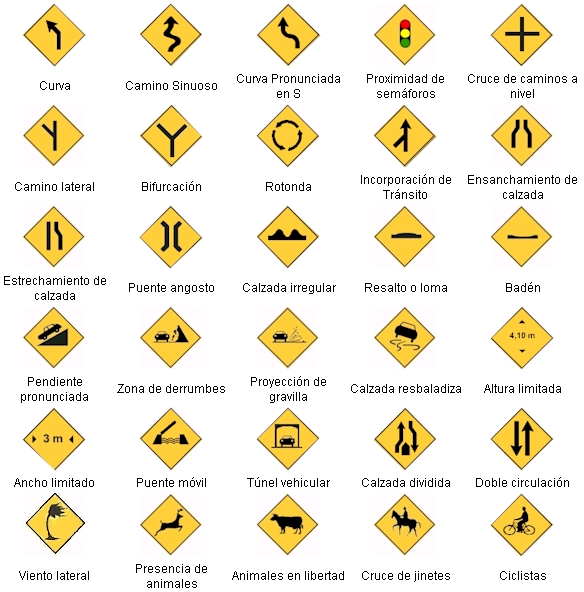 Curva
Camino Sinuoso
Curva Pronunciada
en S
Proximidad de
semáforos
Cruce de caminos a
nivel
Camino lateral
Bifurcación
Rotonda
Incorporación de
Tránsito
Ensanchamiento de
calzada
Estrechamiento de
calzada
Puente angosto
Calzada irregular
Resalto o loma
Badén
4,10 m
Pendiente
pronunciada
Zona de derrumbes
Proyección de
gravilla
Calzada resbaladiza
Altura limitada
3 m
Ancho limitado
Puente móvil
Túnel vehicular
Calzada dividida
Doble circulación
Viento lateral
Presencia de
animales
Animales en libertad
Cruce de jinetes
Ciclistas